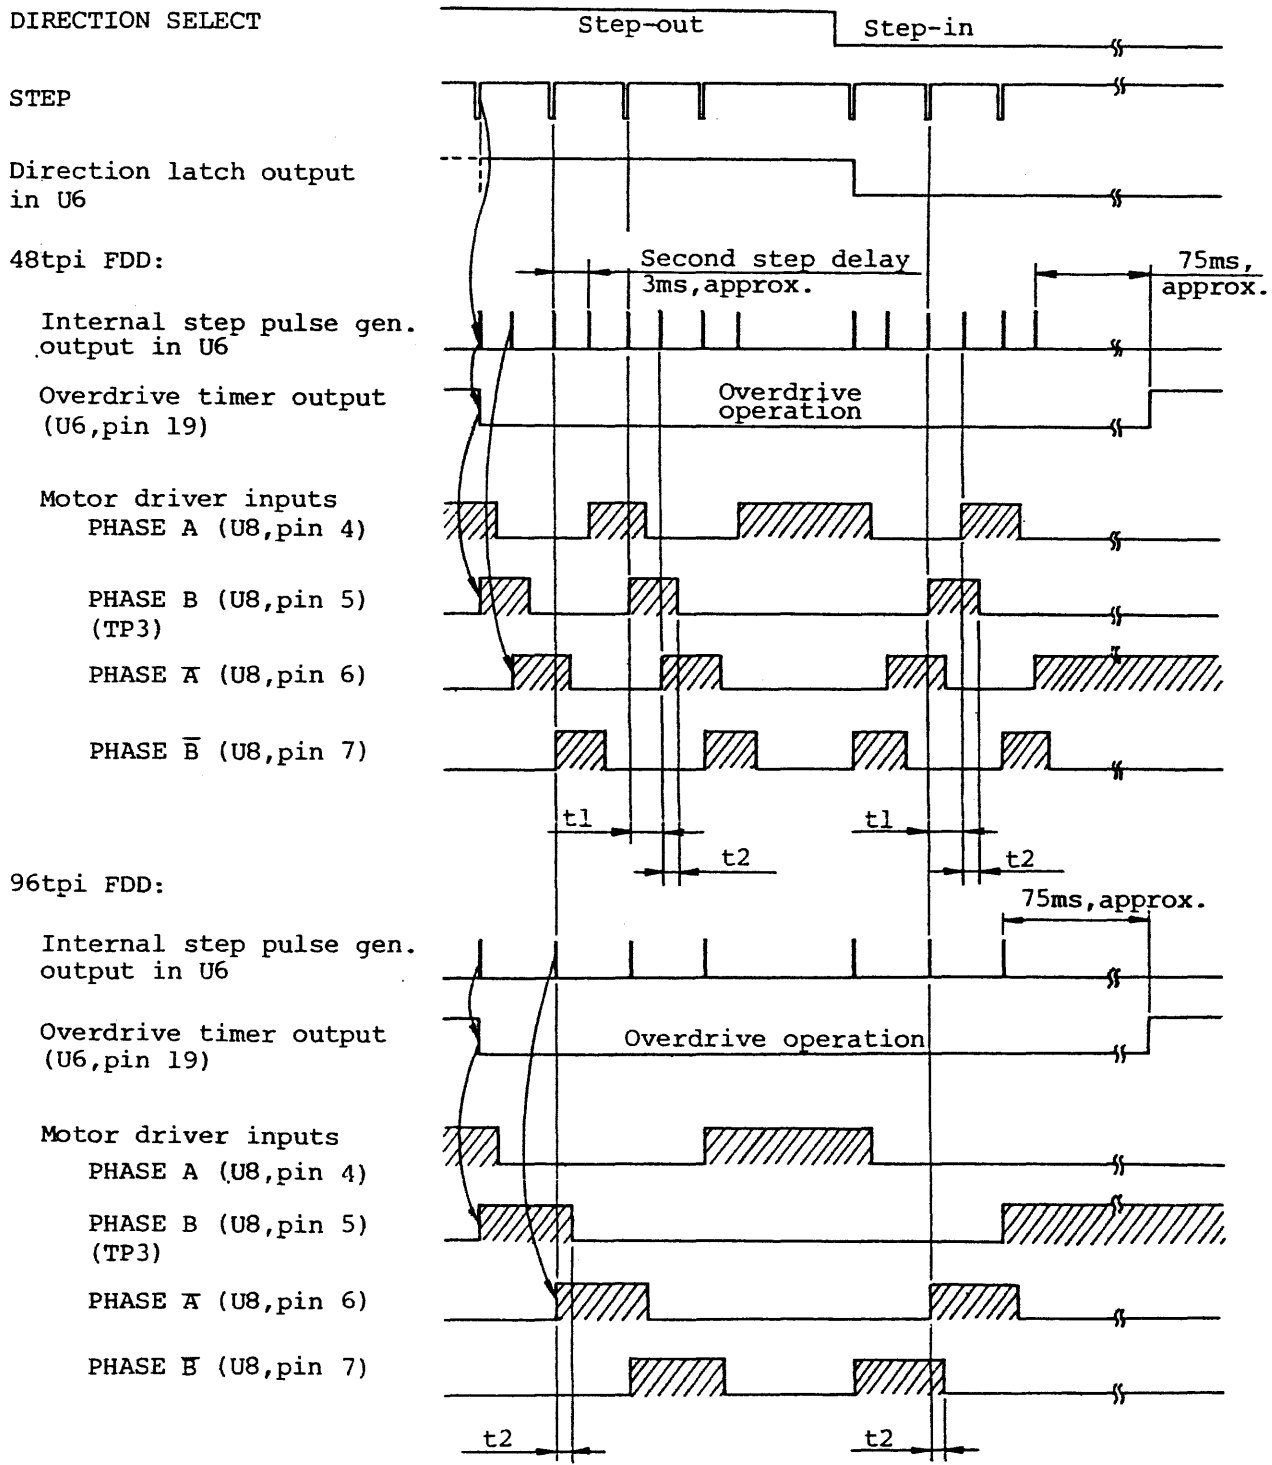 DIRECTION SELECT
Step-out
Step-in
STEP
Direction latch output
in U6
48tpi FDD:
Second step delay
3ms,approx.
75ms,
approx.
Internal step pulse gen.
output in U6
Overdrive timer output
(U6,pin 19)
Overdrive
operation
Motor driver inputs
PHASE A (U8,pin 4)
PHASE B (U8,pin 5)
(TP3)
PHASE A̅ (U8,pin 6)
PHASE B̅ (U8,pin 7)
t1
t1
t2
t2
96tpi FDD:
75ms,approx.
Internal step pulse gen.
output in U6
Overdrive timer output
(U6,pin 19)
Overdrive operation
Motor driver inputs
PHASE A (U8,pin 4)
PHASE B (U8,pin 5)
(TP3)
PHASE A̅ (U8,pin 6)
PHASE B̅ (U8,pin 7)
t2
t2